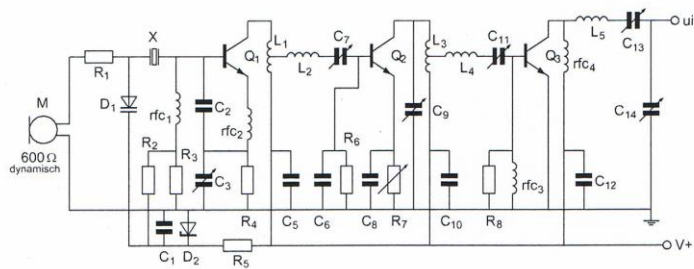 ui
L5
C13
C7
C11
L1
L3
X
Q1
Q2
Q3
rfc4
R1
L2
L4
M
D1
rfc1
C2
rfc2
C9
C14
600Ω
dynamisch
R2
R3
R6
C3
R4
C5
C6
C8
R7
C10
R8
rfc3
C12
C1
D2
R5
V+